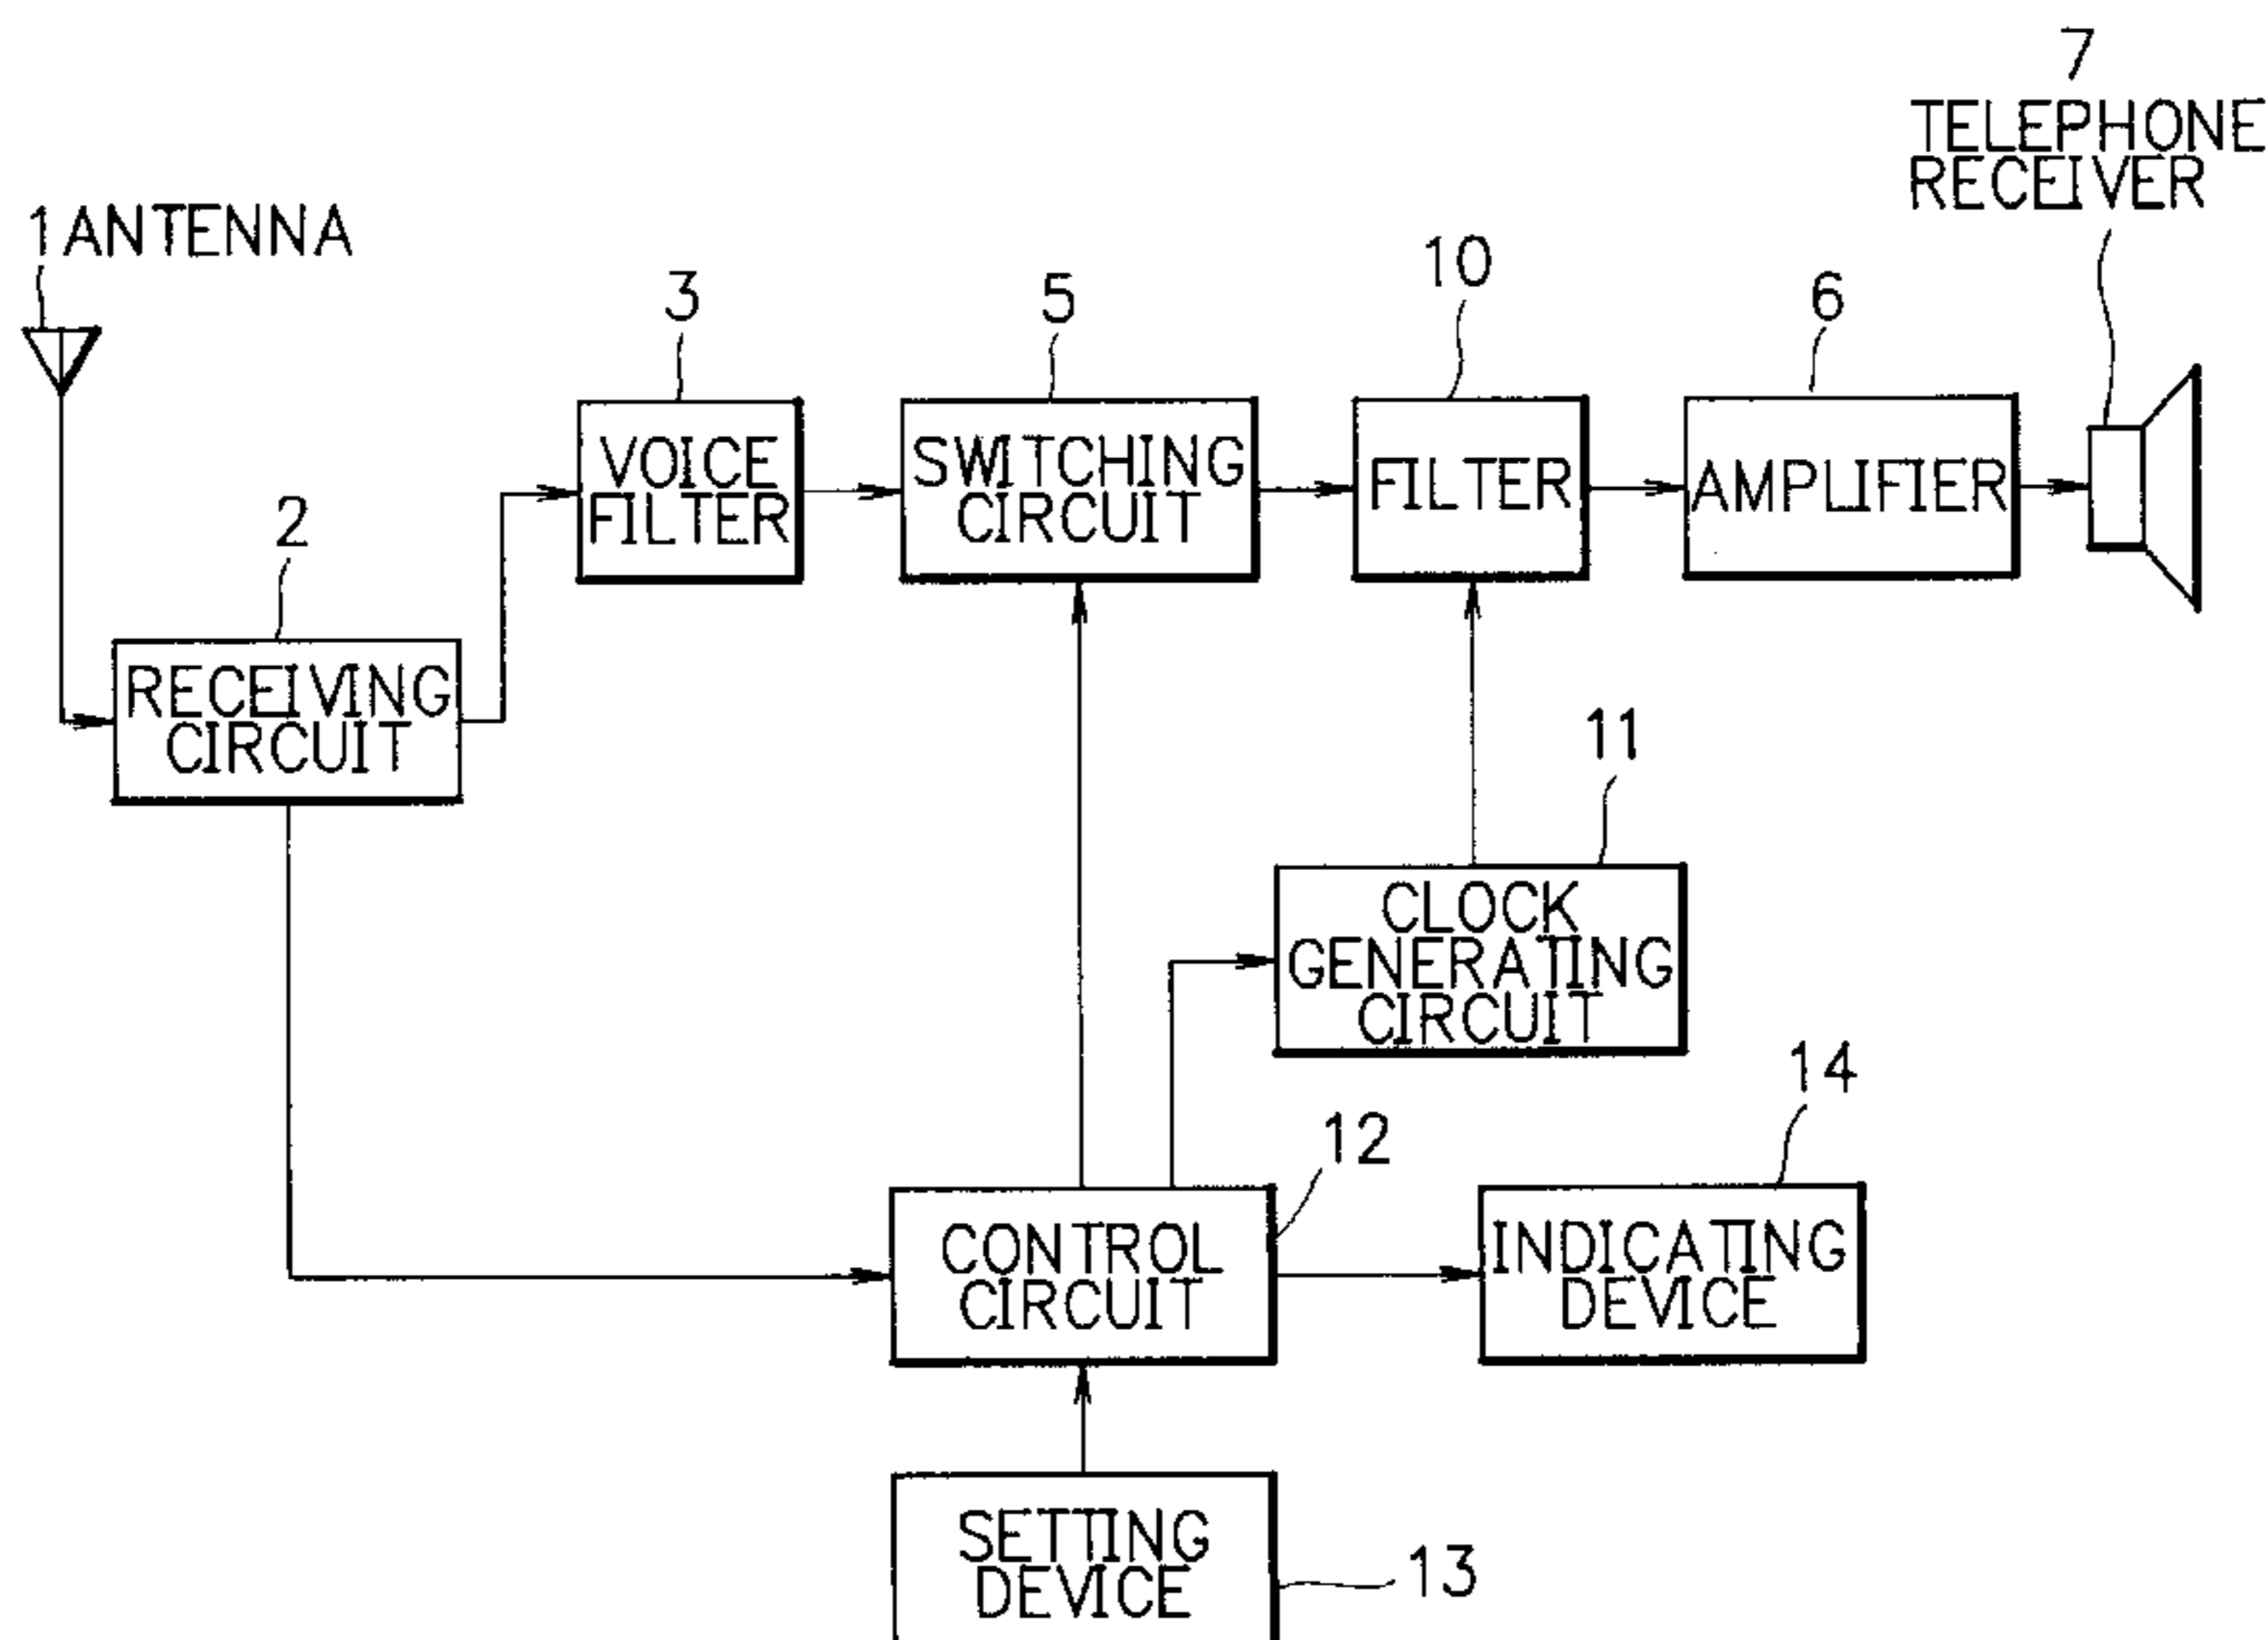 7
TELEPHONE
RECEIVER
1 ANTENNA
10
3
5
6
VOICE
FILTER
SWITCHING
CIRCUIT
FILTER
AMPLIFIER
2
RECEIVING
CIRCUIT
11
CLOCK
GENERATING
CIRCUIT
14
12
CONTROL
CIRCUIT
INDICATING
DEVICE
SETTING
DEVICE
13